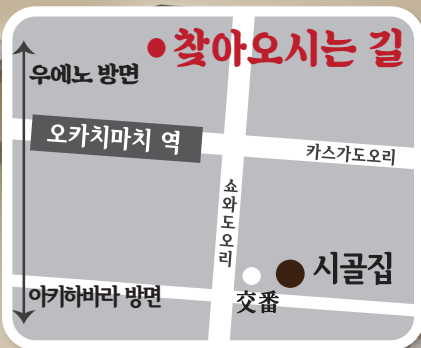 •찾아오시는 길
우에노 방면
오카치마치 역
카스가도오리
쇼와도오리
시골집
交番
아키하바라 방면